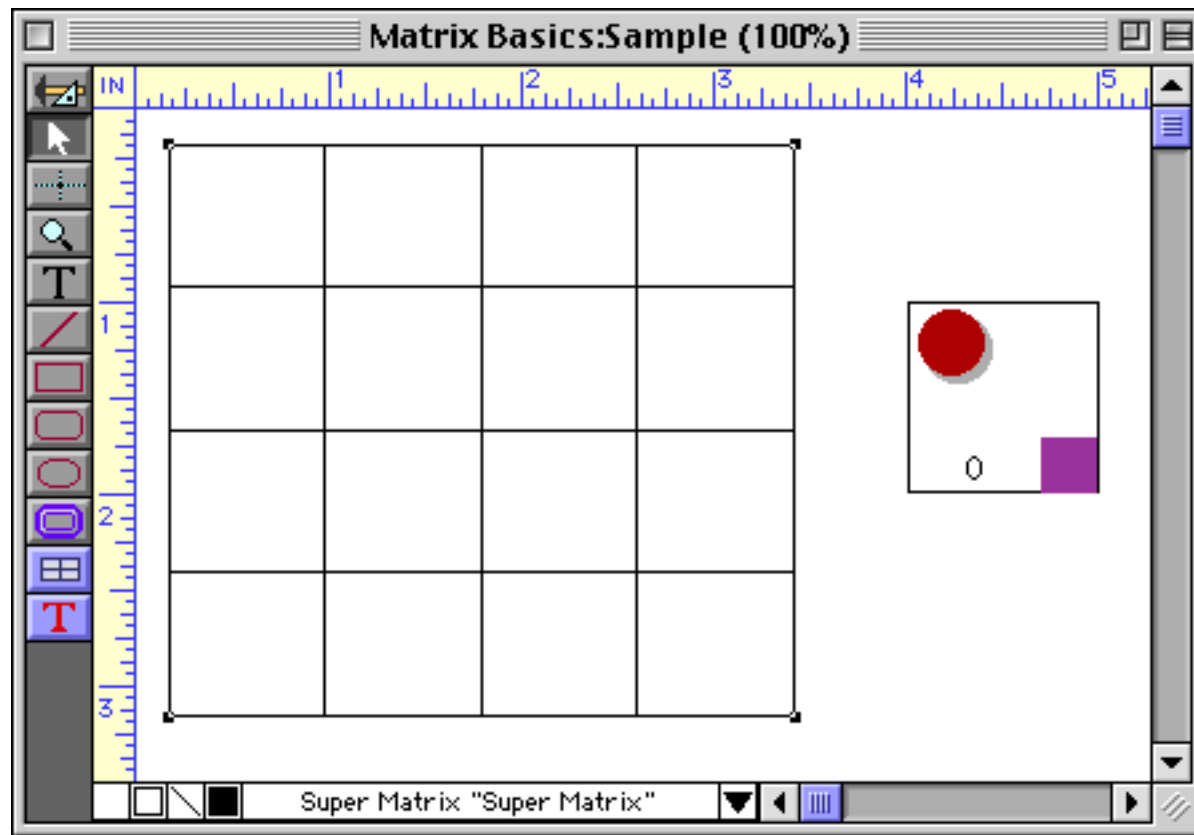 Matrix Basics:Sample (100%)
IN 1 2 3 4 5
T
1
0
2
T
3
Super Matrix "Super Matrix"